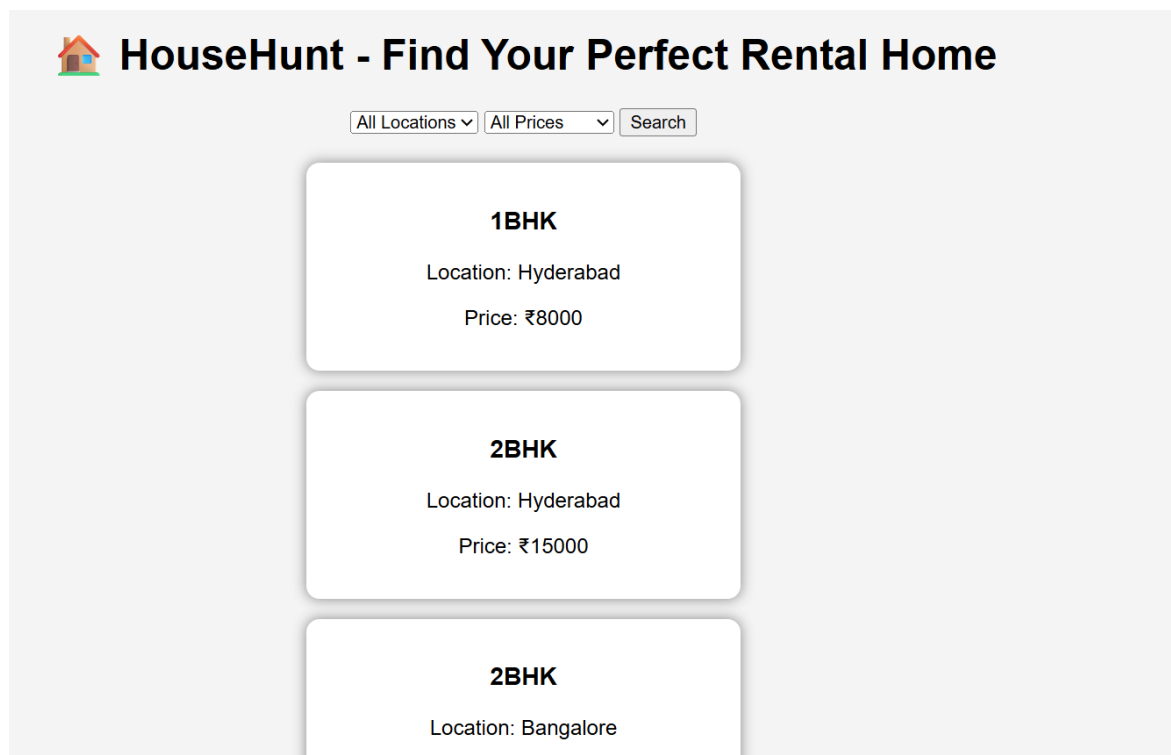 HouseHunt - Find Your Perfect Rental Home
All Locations All Prices Search
1BHK
Location: Hyderabad
Price: ₹8000
2BHK
Location: Hyderabad
Price: ₹15000
2BHK
Location: Bangalore